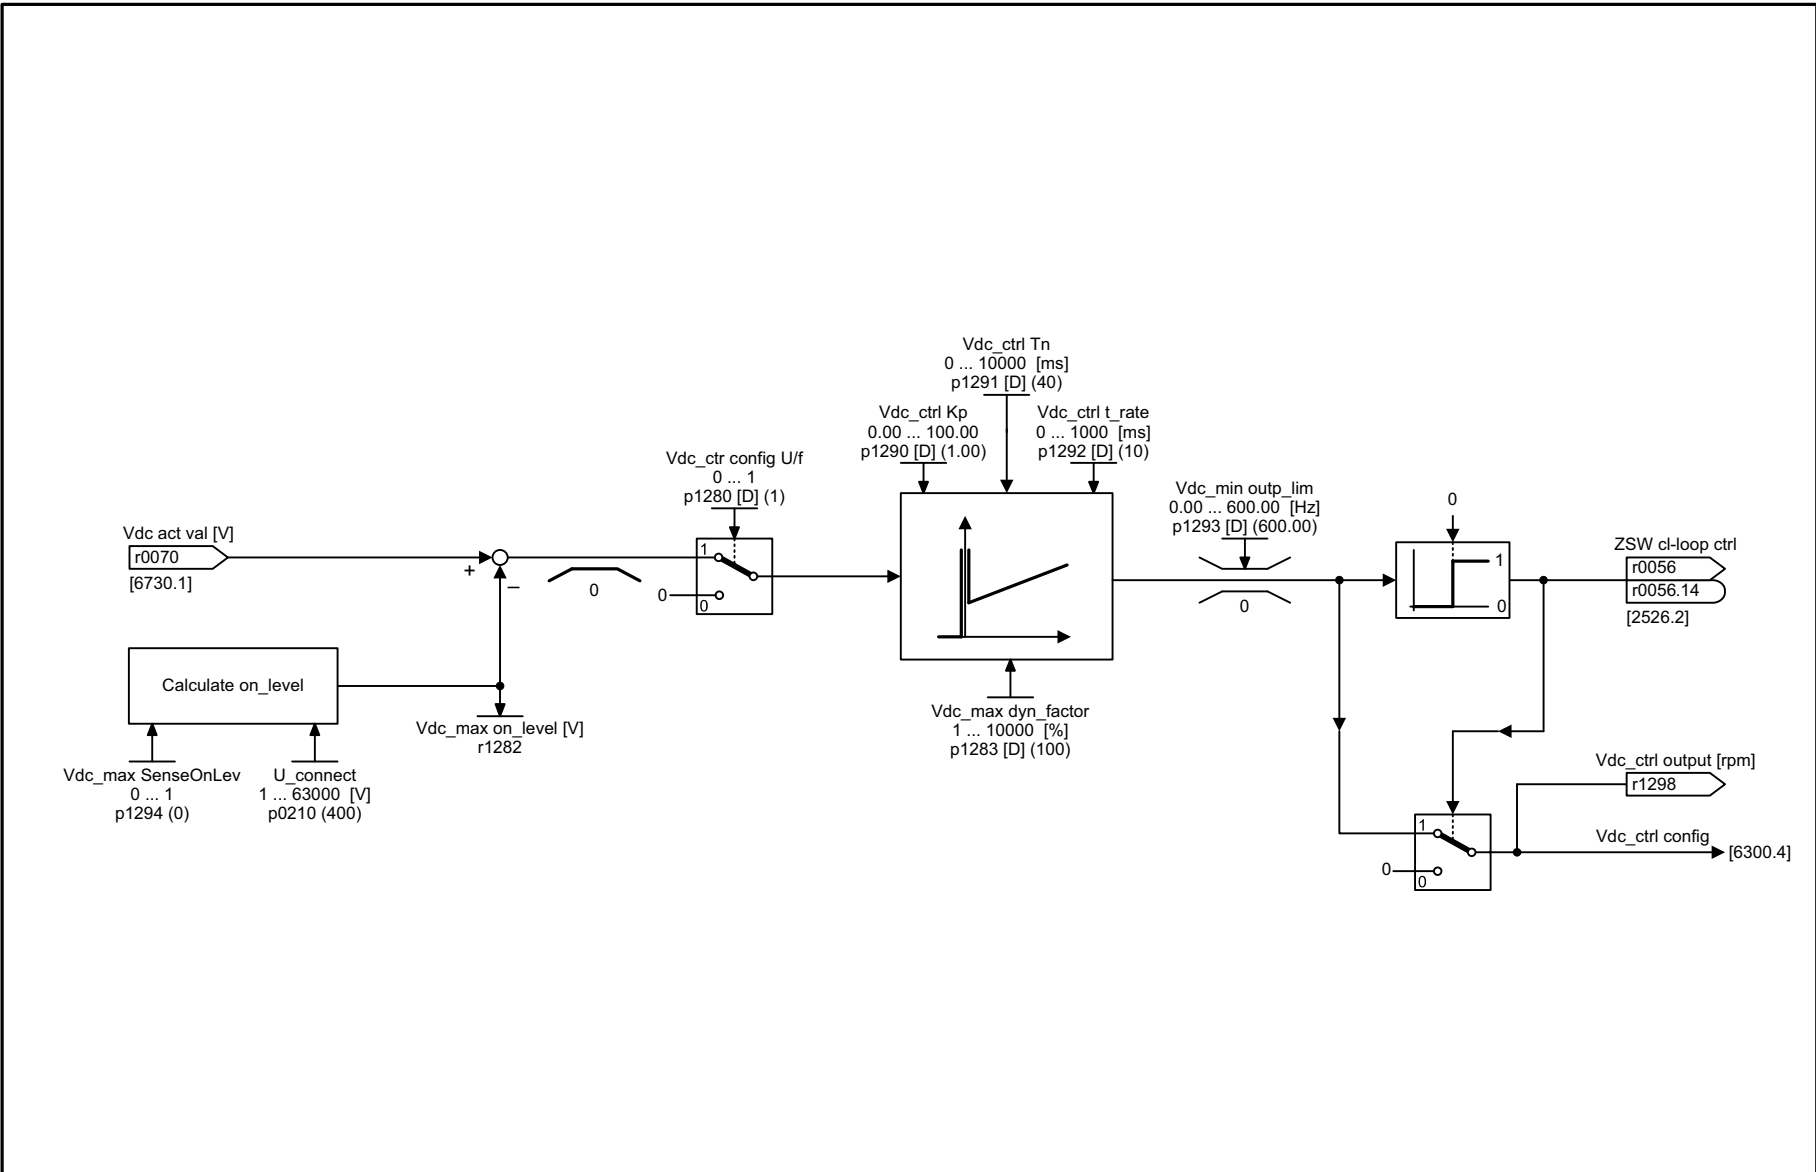 Vdc_ctrl Tn
0 ... 10000 [ms]
p1291 [D] (40)
Vdc_ctrl Kp
0.00 ... 100.00
p1290 [D] (1.00)
Vdc_ctrl t_rate
0 ... 1000 [ms]
p1292 [D] (10)
Vdc_ctr config U/f
0 ... 1
p1280 [D] (1)
Vdc_min outp_lim
0.00 ... 600.00 [Hz]
p1293 [D] (600.00)
0
Vdc act val [V]
r0070
[6730.1]
+
–
0
1
0
0
0
1
0
ZSW cl-loop ctrl
r0056
r0056.14
[2526.2]
Calculate on_level
Vdc_max on_level [V]
r1282
Vdc_max dyn_factor
1 ... 10000 [%]
p1283 [D] (100)
Vdc_max SenseOnLev
0 ... 1
p1294 (0)
U_connect
1 ... 63000 [V]
p0210 (400)
Vdc_ctrl output [rpm]
r1298
1
0
0
Vdc_ctrl config
[6300.4]